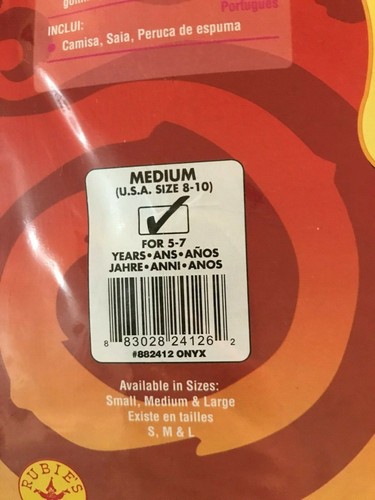 Português
INCLUI:
• Camisa, Saia, Peruca de espuma
MEDIUM
(U.S.A. SIZE 8-10)
FOR 5-7
YEARS•ANS•AÑOS
JAHRE•ANNI•ANOS
8 83028 24126 2
#882412 ONYX
Available in Sizes:
Small, Medium & Large
Existe en tailles
S, M & L
RUBIE'S